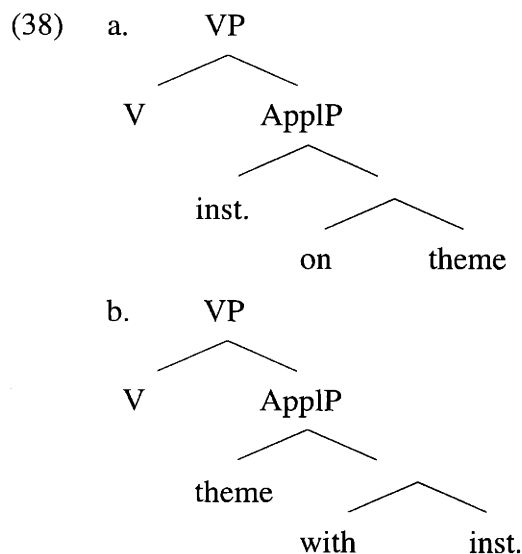 (38) a. VP
V ApplP
inst.
on theme
b. VP
V ApplP
theme
with inst.